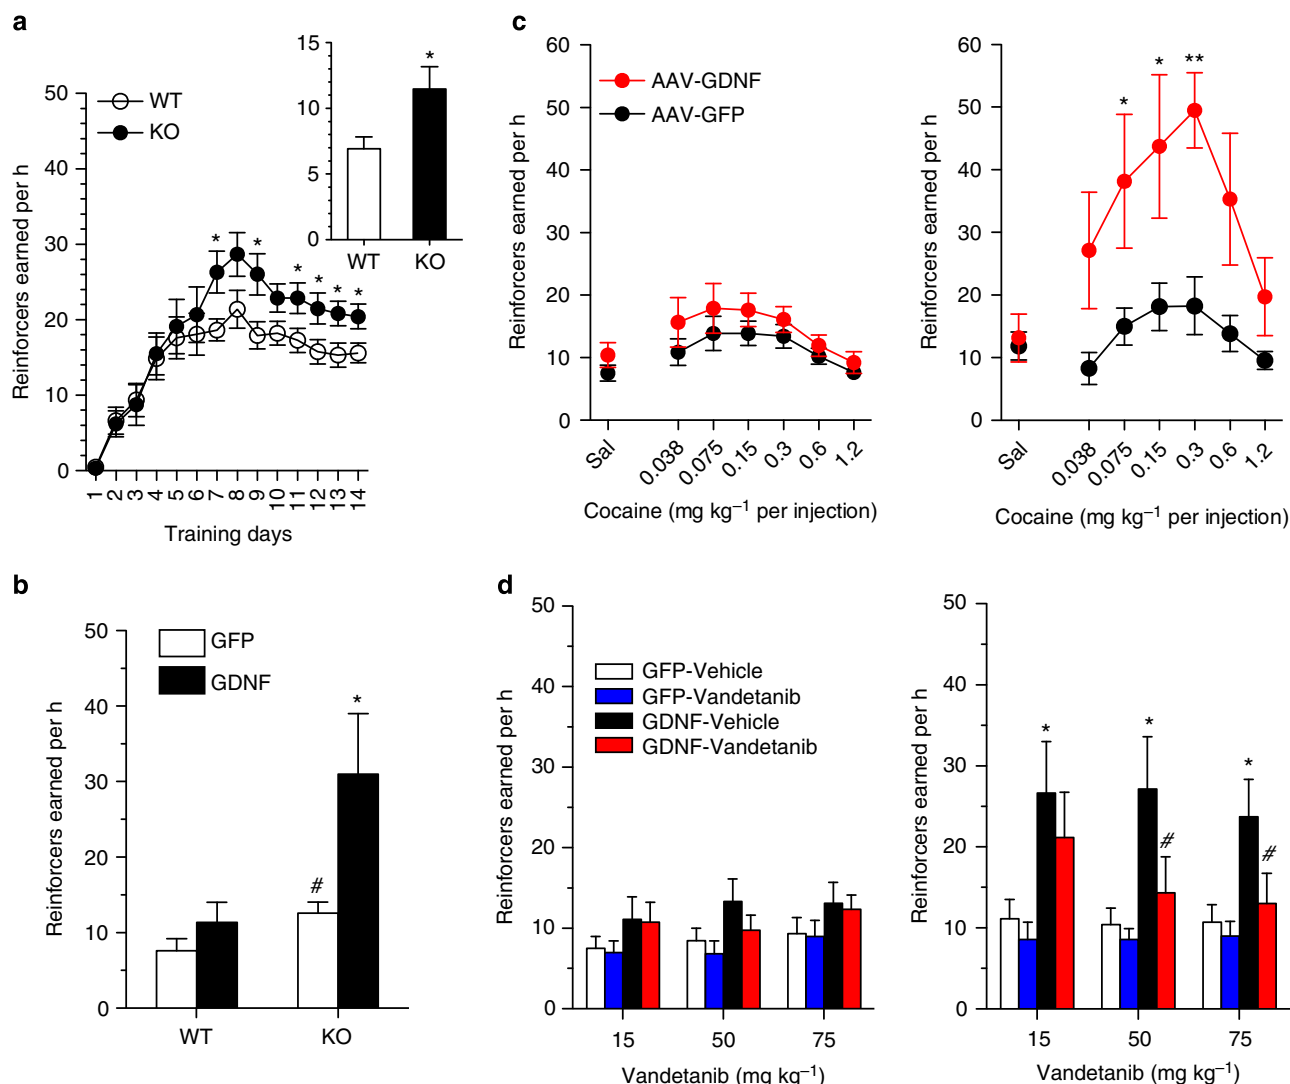 a
WT
KO
Reinforcers earned per h
50
40
30
20
10
0
* * * * * *
1 2 3 4 5 6 7 8 9 10 11 12 13 14
Training days
15
10
5
0
*
WT KO
c
Reinforcers earned per h
60
50
40
30
20
10
0
AAV-GDNF
AAV-GFP
Sal 0.038 0.075 0.15 0.3 0.6 1.2
Cocaine (mg kg⁻¹ per injection)
Reinforcers earned per h
60
50
40
30
20
10
0
* * **
Sal 0.038 0.075 0.15 0.3 0.6 1.2
Cocaine (mg kg⁻¹ per injection)
b
Reinforcers earned per h
50
40
30
20
10
0
GFP
GDNF
# *
WT KO
d
Reinforcers earned per h
50
40
30
20
10
0
GFP-Vehicle
GFP-Vandetanib
GDNF-Vehicle
GDNF-Vandetanib
15 50 75
Vandetanib (mg kg⁻¹)
Reinforcers earned per h
50
40
30
20
10
0
* * # * #
15 50 75
Vandetanib (mg kg⁻¹)